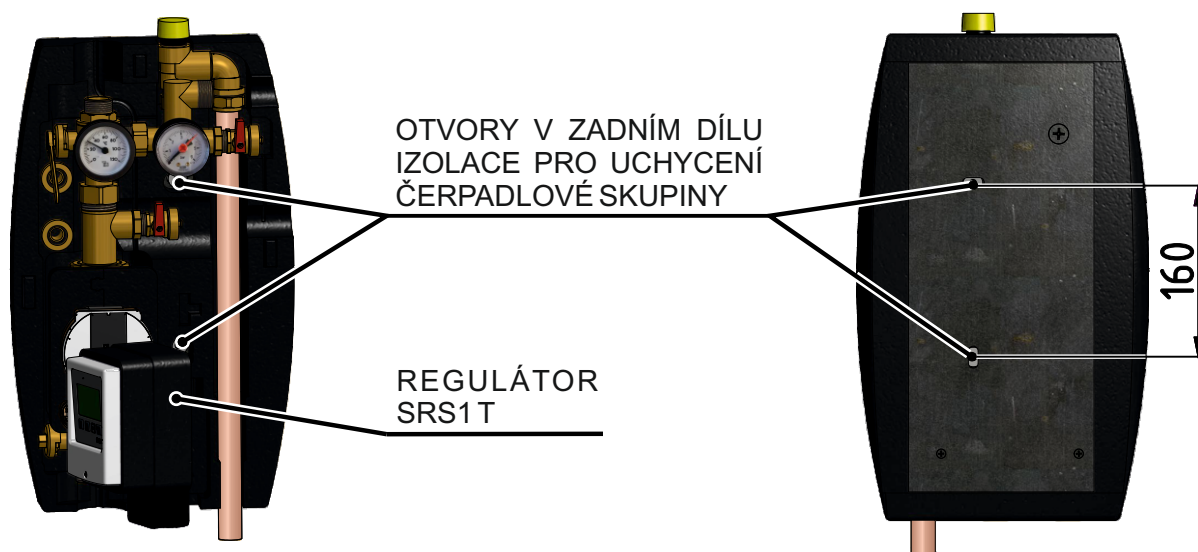 OTVORY V ZADNÍM DÍLU
IZOLACE PRO UCHYCENÍ
ČERPADLOVÉ SKUPINY
160
REGULÁTOR
SRS1 T